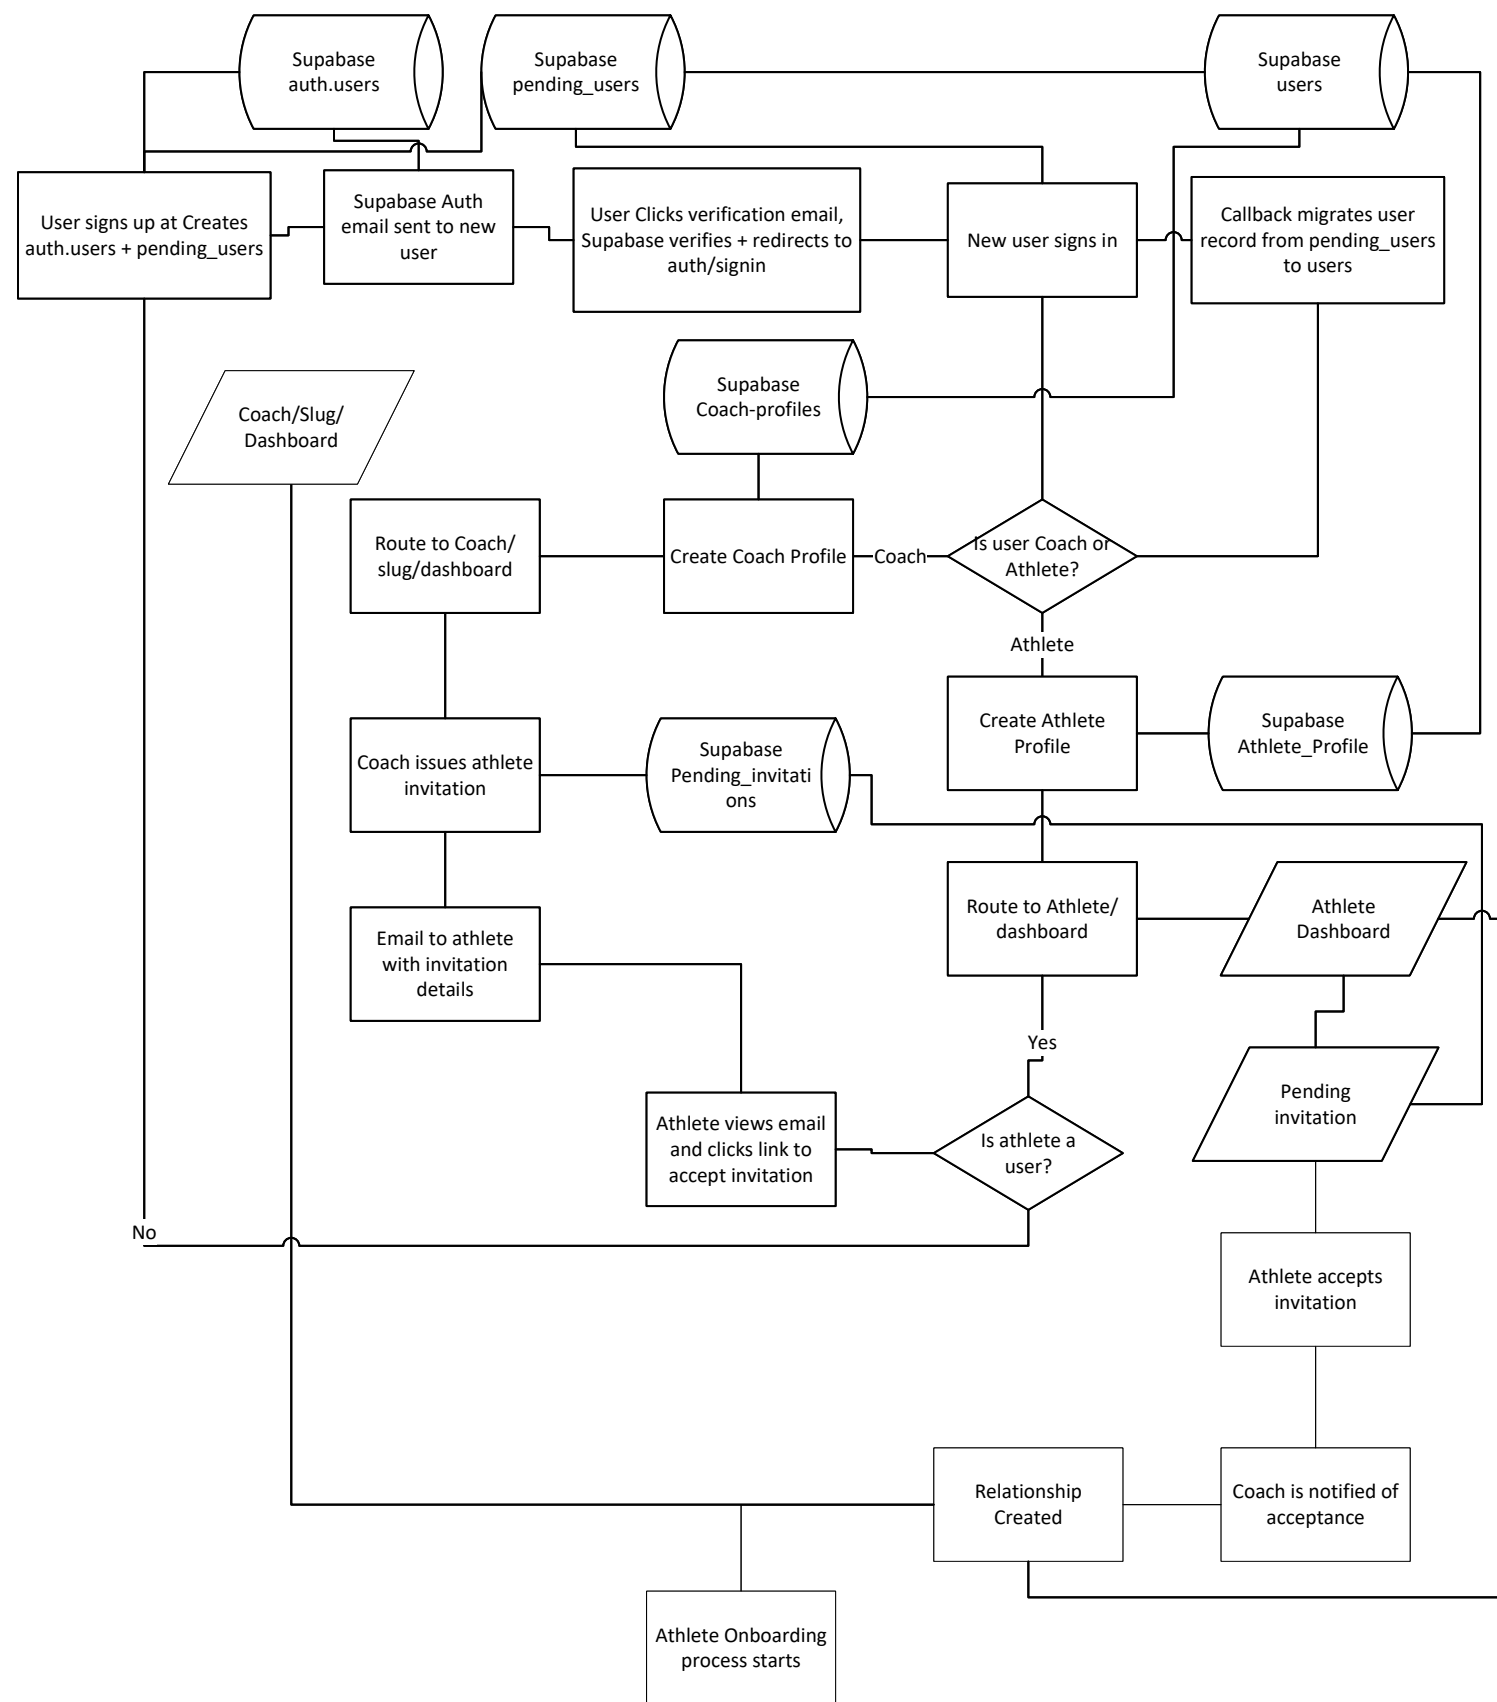 Supabase
auth.users
Supabase
pending_users
Supabase
users
User signs up at Creates
auth.users + pending_users
Supabase Auth
email sent to new
user
User Clicks verification email,
Supabase verifies + redirects to
auth/signin
New user signs in
Callback migrates user
record from pending_users
to users
Supabase
Coach-profiles
Coach/Slug/
Dashboard
Route to Coach/
slug/dashboard
Create Coach Profile
Coach
Is user Coach or
Athlete?
Athlete
Create Athlete
Profile
Supabase
Athlete_Profile
Coach issues athlete
invitation
Supabase
Pending_invitati
ons
Route to Athlete/
dashboard
Athlete
Dashboard
Email to athlete
with invitation
details
Yes
Pending
invitation
Athlete views email
and clicks link to
accept invitation
Is athlete a
user?
No
Athlete accepts
invitation
Relationship
Created
Coach is notified of
acceptance
Athlete Onboarding
process starts